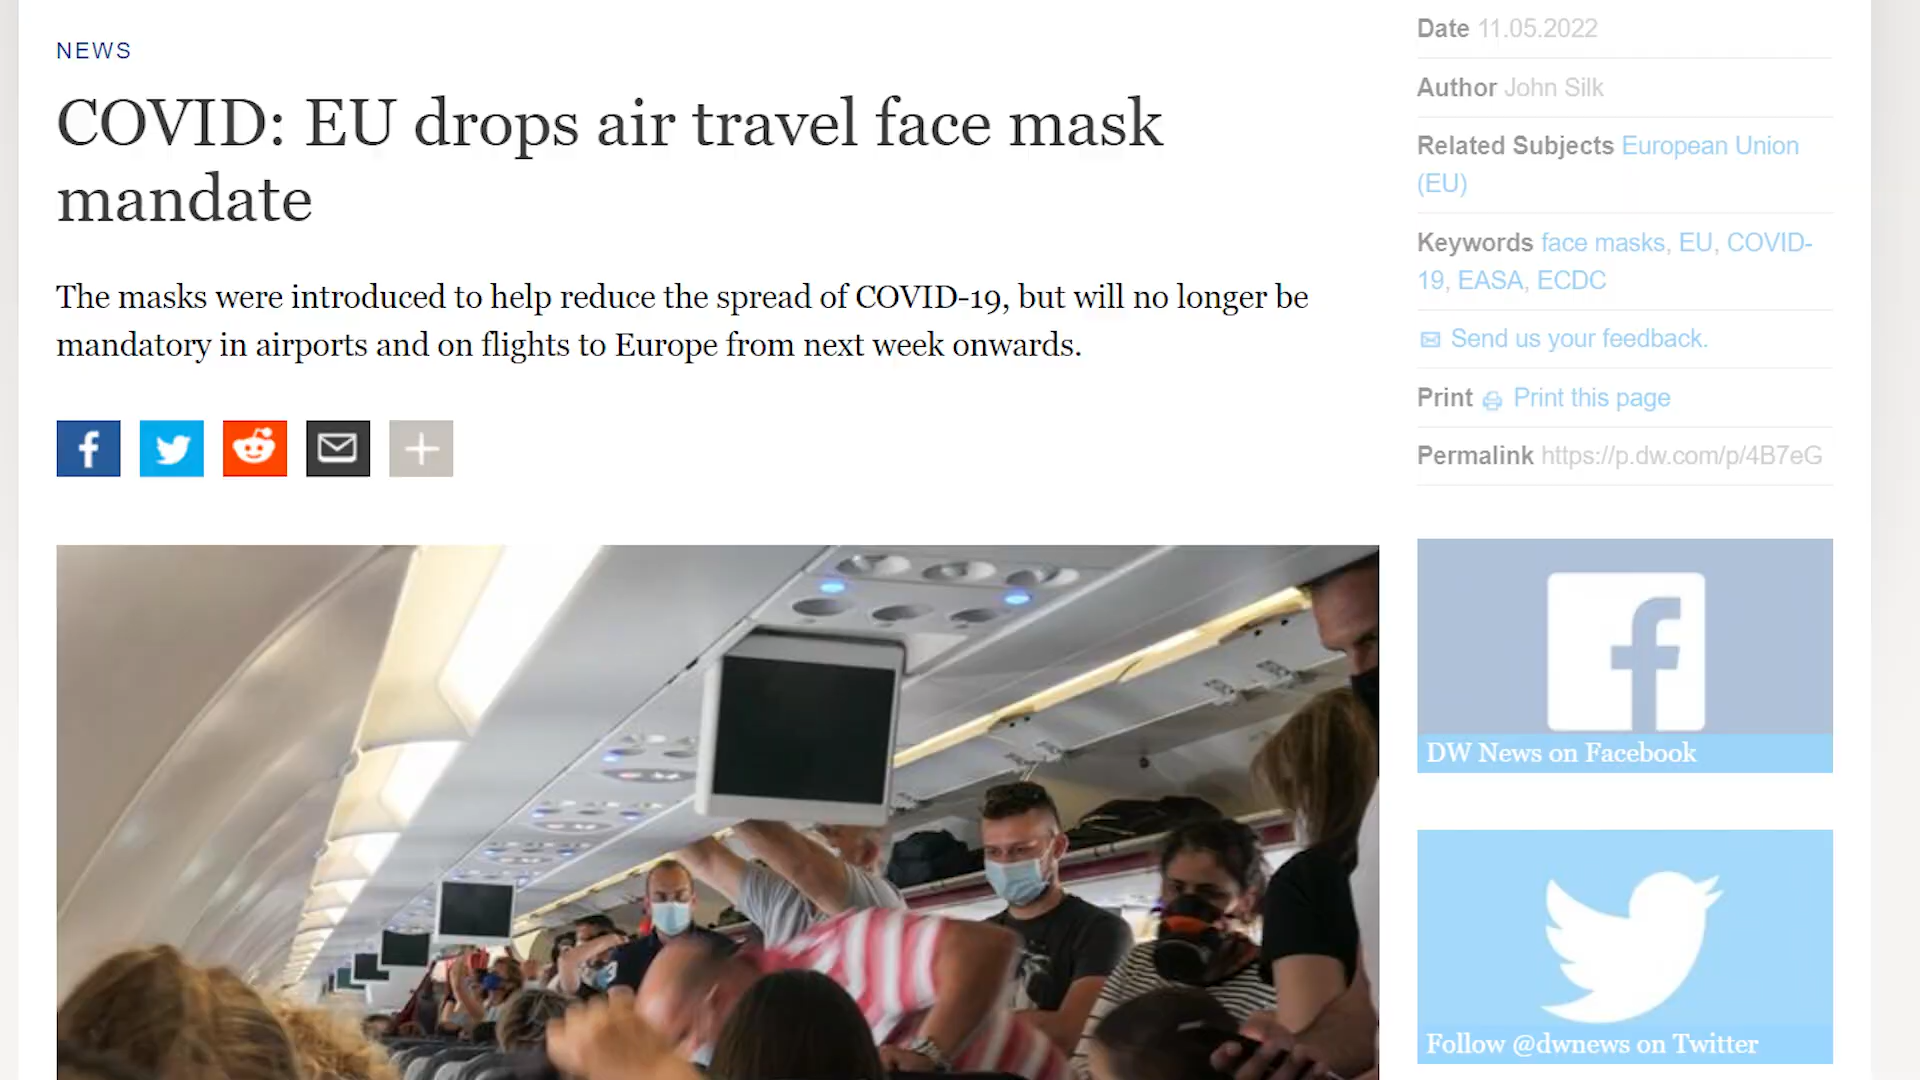 NEWS
COVID: EU drops air travel face mask
mandate
The masks were introduced to help reduce the spread of COVID-19, but will no longer be
mandatory in airports and on flights to Europe from next week onwards.
Date 11.05.2022
Author John Silk
Related Subjects European Union
(EU)
Keywords face masks, EU, COVID-
19, EASA, ECDC
Send us your feedback.
Print Print this page
Permalink https://p.dw.com/p/4B7eG
DW News on Facebook
Follow @dwnews on Twitter